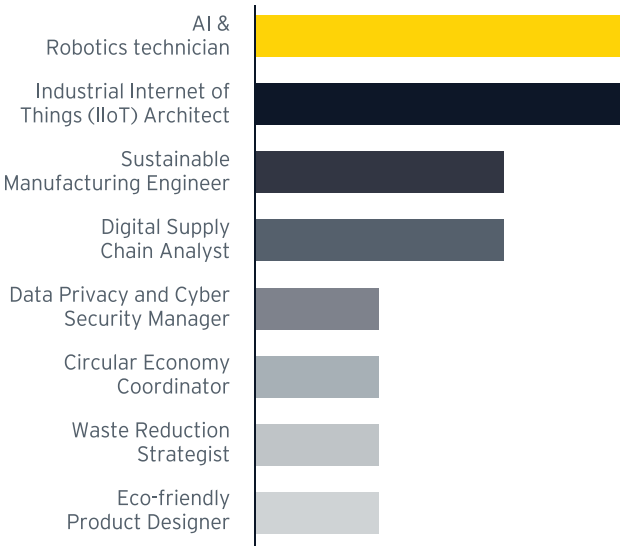 AI &
Robotics technician
Industrial Internet of
Things (IIoT) Architect
Sustainable
Manufacturing Engineer
Digital Supply
Chain Analyst
Data Privacy and Cyber
Security Manager
Circular Economy
Coordinator
Waste Reduction
Strategist
Eco-friendly
Product Designer